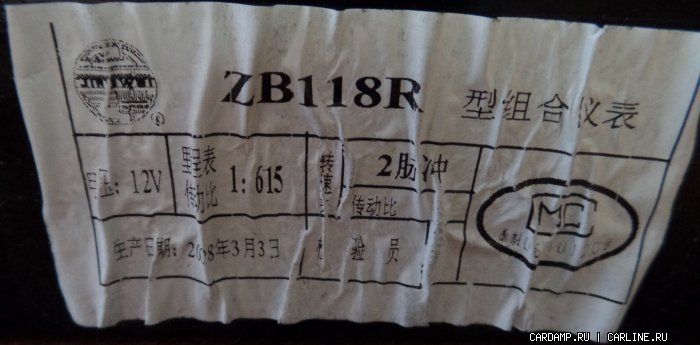 ZB118R 型组合仪表
®
电压: 12V
里程表
传动比
1: 615
转速
2脉冲
传动比
MC
生产日期: 2008年3月3日
检验员
CARDAMP.RU | CARLINE.RU